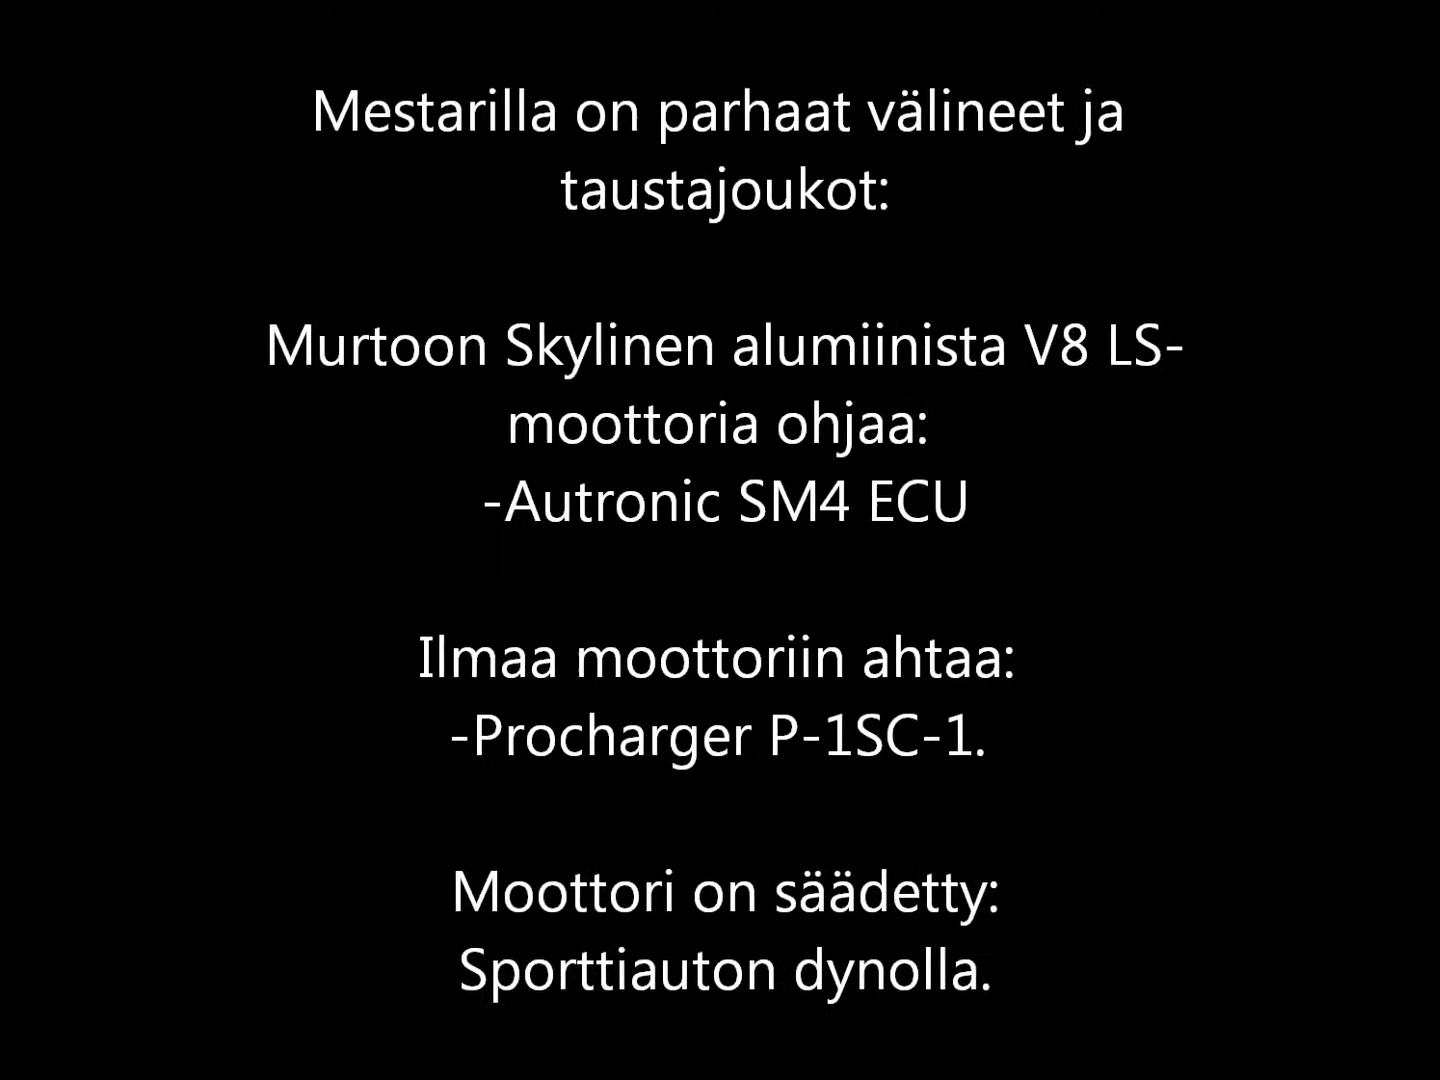 Mestarilla on parhaat välineet ja
taustajoukot:
Murtoon Skylinen alumiinista V8 LS-
moottoria ohjaa:
-Autronic SM4 ECU
Ilmaa moottoriin ahtaa:
-Procharger P-1SC-1.
Moottori on säädetty:
Sporttiauton dynolla.